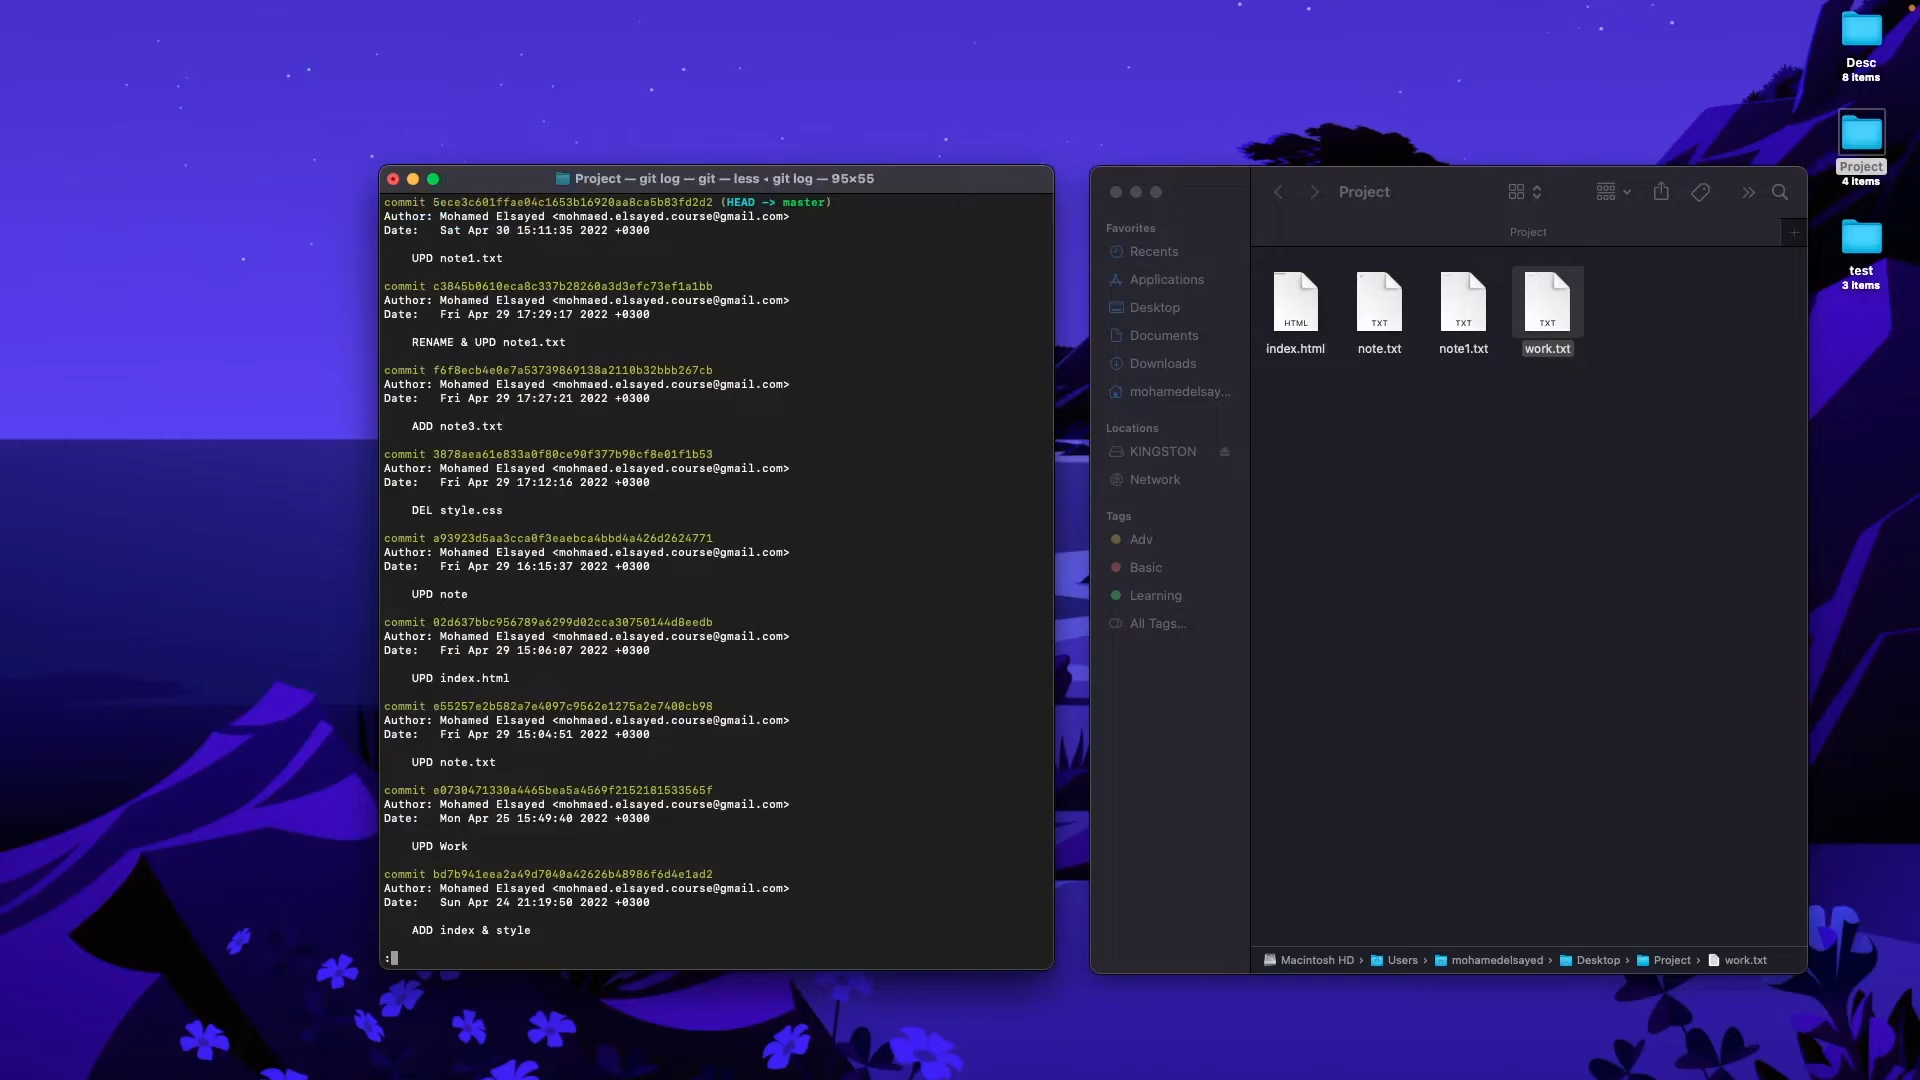 Project — git log — git — less ◂ git log — 95×55
commit 5ece3c601ffae04c1653b16920aa8ca5b83fd2d2 (HEAD -> master)
Author: Mohamed Elsayed <mohmaed.elsayed.course@gmail.com>
Date:   Sat Apr 30 15:11:35 2022 +0300
UPD note1.txt
commit c3845b0610eca8c337b28260a3d3efc73ef1a1bb
Author: Mohamed Elsayed <mohmaed.elsayed.course@gmail.com>
Date:   Fri Apr 29 17:29:17 2022 +0300
RENAME & UPD note1.txt
commit f6f8ecb4e0e7a53739869138a2110b32bbb267cb
Author: Mohamed Elsayed <mohmaed.elsayed.course@gmail.com>
Date:   Fri Apr 29 17:27:21 2022 +0300
ADD note3.txt
commit 3878aea61e833a0f80ce90f377b90cf8e01f1b53
Author: Mohamed Elsayed <mohmaed.elsayed.course@gmail.com>
Date:   Fri Apr 29 17:12:16 2022 +0300
DEL style.css
commit a93923d5aa3cca0f3eaebca4bbd4a426d2624771
Author: Mohamed Elsayed <mohmaed.elsayed.course@gmail.com>
Date:   Fri Apr 29 16:15:37 2022 +0300
UPD note
commit 02d637bbc956789a6299d02cca30750144d8eedb
Author: Mohamed Elsayed <mohmaed.elsayed.course@gmail.com>
Date:   Fri Apr 29 15:06:07 2022 +0300
UPD index.html
commit e55257e2b582a7e4097c9562e1275a2e7400cb98
Author: Mohamed Elsayed <mohmaed.elsayed.course@gmail.com>
Date:   Fri Apr 29 15:04:51 2022 +0300
UPD note.txt
commit e0730471330a4465bea5a4569f2152181533565f
Author: Mohamed Elsayed <mohmaed.elsayed.course@gmail.com>
Date:   Mon Apr 25 15:49:40 2022 +0300
UPD Work
commit bd7b941eea2a49d7040a42626b48986f6d4e1ad2
Author: Mohamed Elsayed <mohmaed.elsayed.course@gmail.com>
Date:   Sun Apr 24 21:19:50 2022 +0300
ADD index & style
:
Favorites
Recents
Applications
Desktop
Documents
Downloads
mohamedelsay...
Locations
KINGSTON
Network
Tags
Adv
Basic
Learning
All Tags...
Project
Project
HTML TXT TXT TXT
index.html note.txt note1.txt work.txt
Macintosh HD › Users › mohamedelsayed › Desktop › Project › work.txt
Desc
8 items
Project
4 items
test
3 items